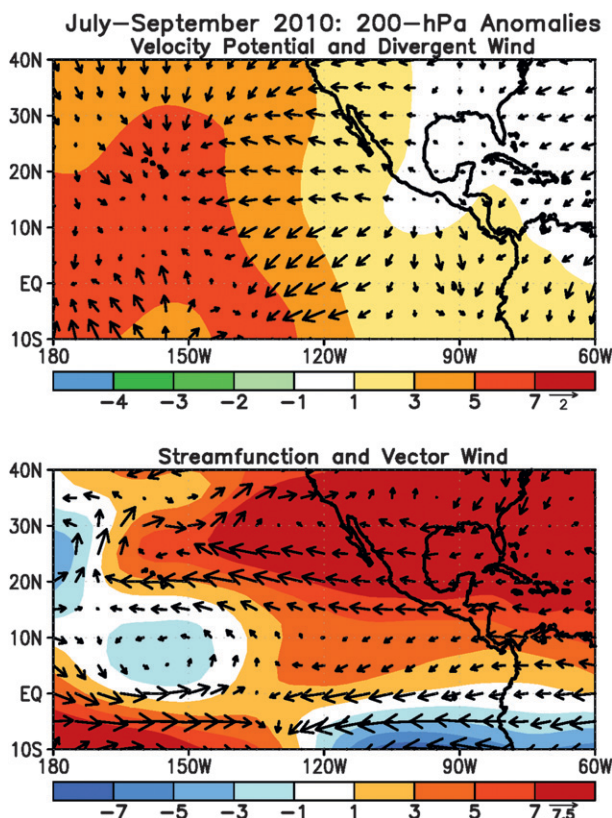 July–September 2010: 200–hPa Anomalies
Velocity Potential and Divergent Wind
40N
30N
20N
10N
EQ
10S
180 150W 120W 90W 60W
−4 −3 −2 −1 1 3 5 7 2
Streamfunction and Vector Wind
40N
30N
20N
10N
EQ
10S
180 150W 120W 90W 60W
−7 −5 −3 −1 1 3 5 7 7.5